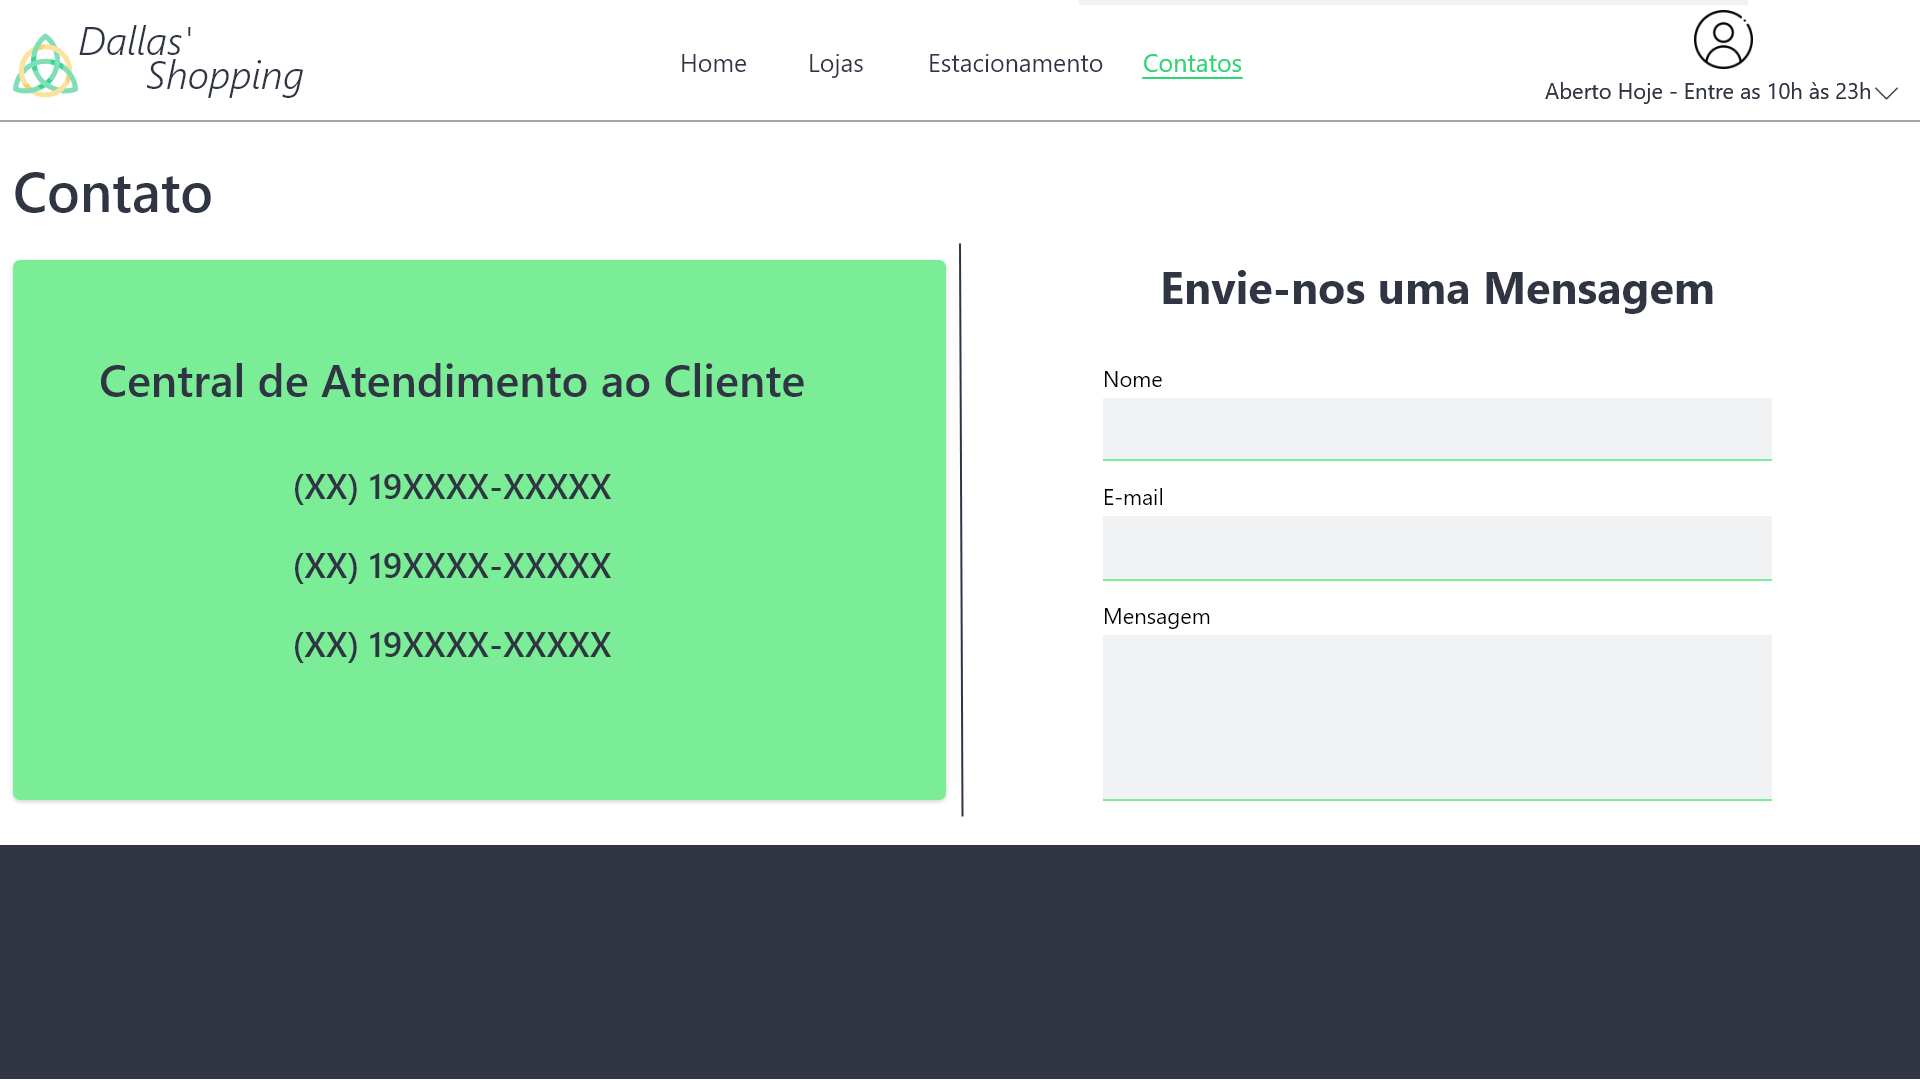 Dallas'
Shopping
Home
Lojas
Estacionamento
Contatos
Aberto Hoje - Entre as 10h às 23h
Contato
Central de Atendimento ao Cliente
(XX) 19XXXX-XXXXX
(XX) 19XXXX-XXXXX
(XX) 19XXXX-XXXXX
Envie-nos uma Mensagem
Nome
E-mail
Mensagem